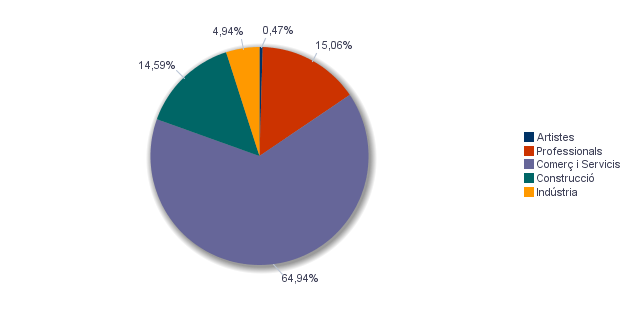 4,94%
0,47%
15,06%
14,59%
64,94%
Artistes
Professionals
Comerç i Servicis
Construcció
Indústria